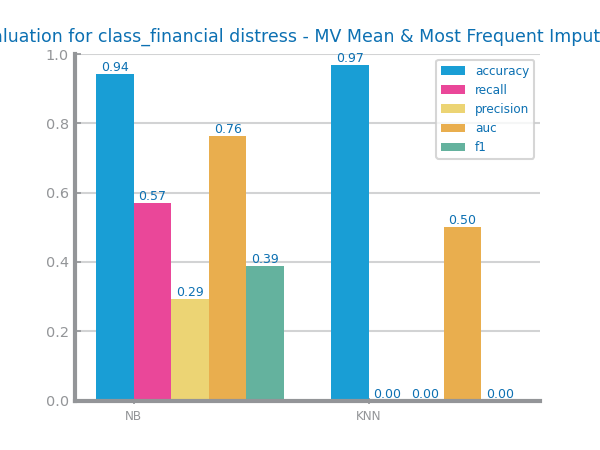 aluation for class_financial distress - MV Mean & Most Frequent Imput
1.0
0.8
0.6
0.4
0.2
0.0
0.94
0.57
0.29
0.76
0.39
0.97
0.00
0.00
0.50
0.00
NB
KNN
accuracy
recall
precision
auc
f1